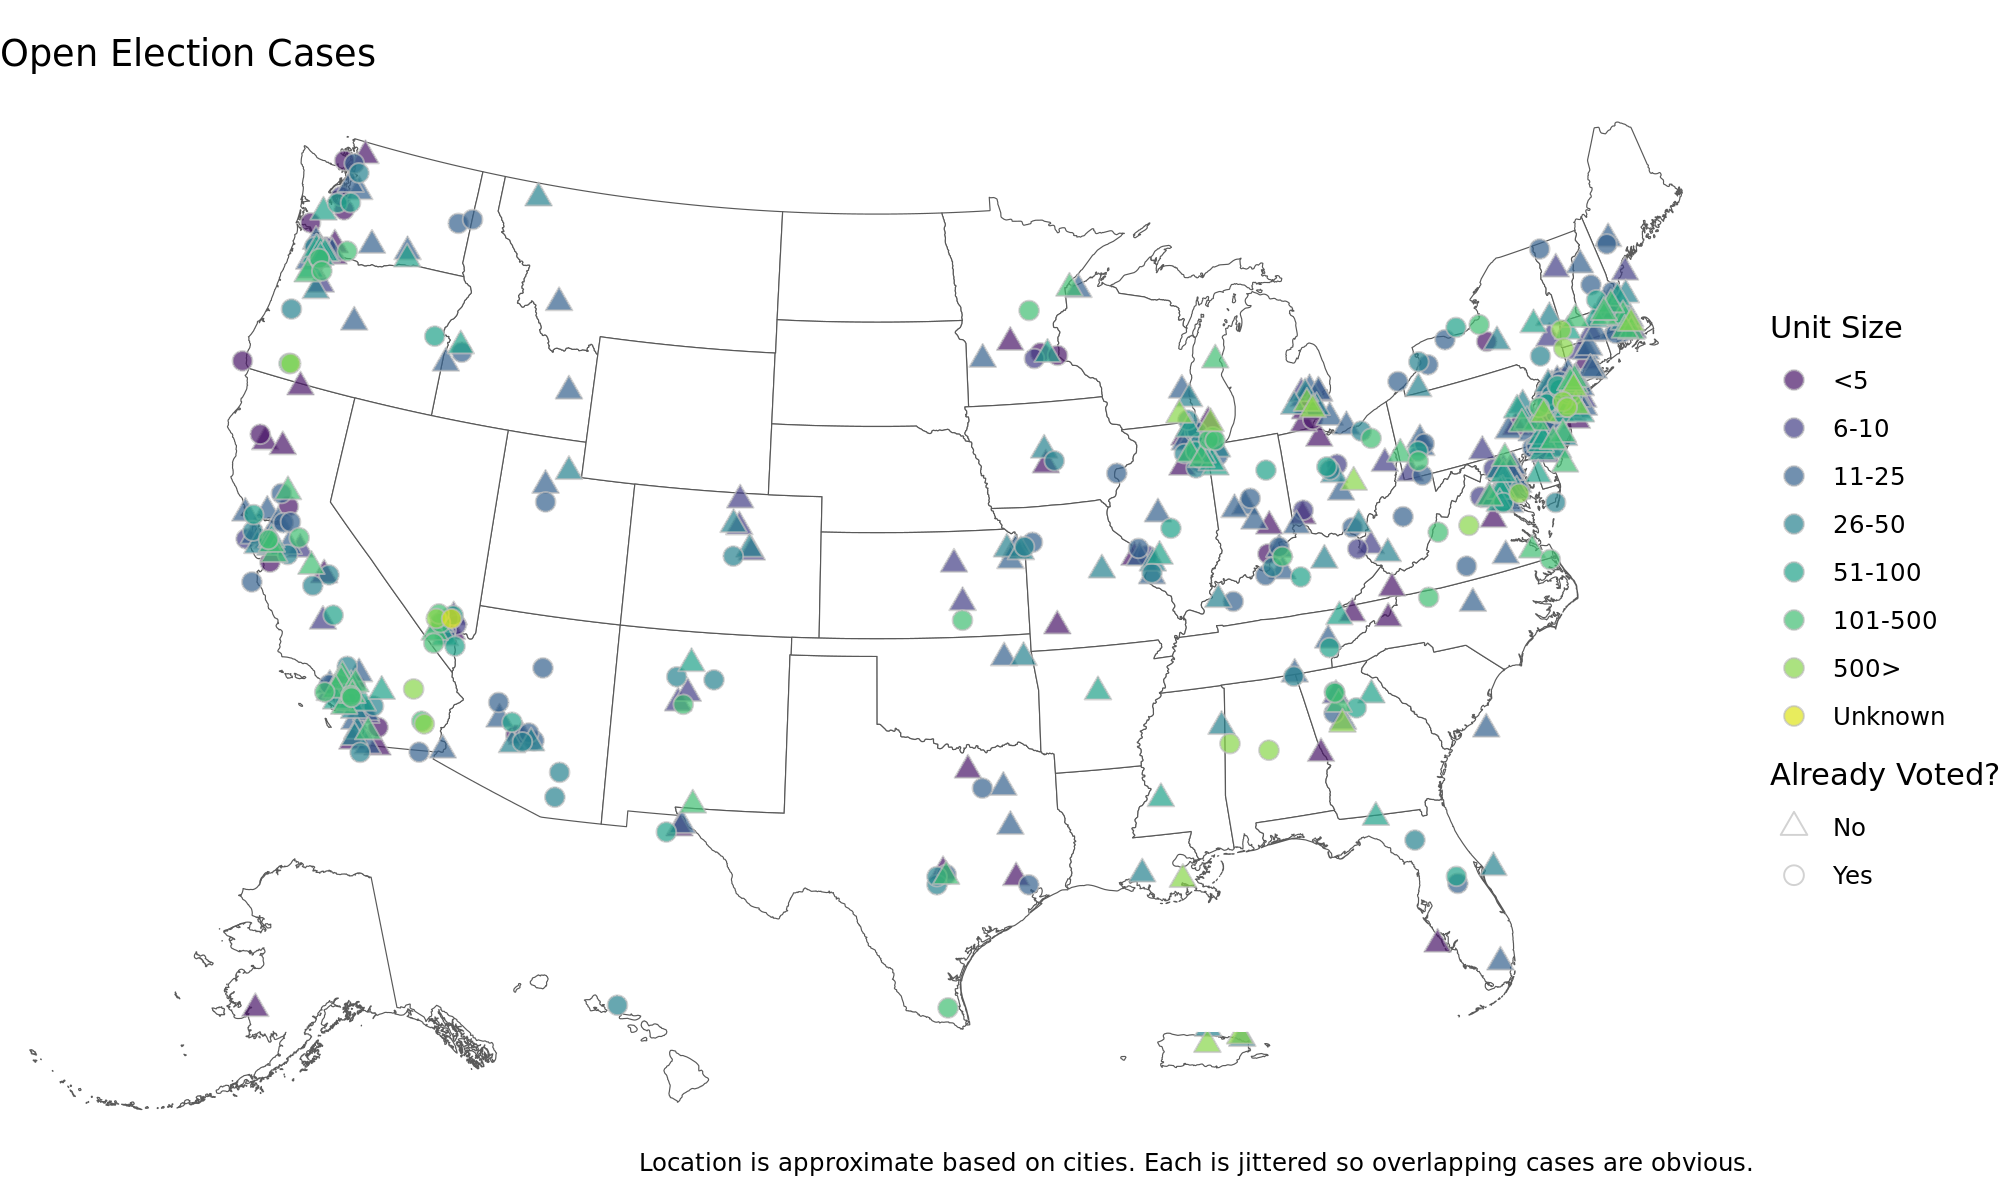 Open Election Cases
Unit Size
<5
6-10
11-25
26-50
51-100
101-500
500>
Unknown
Already Voted?
No
Yes
Location is approximate based on cities. Each is jittered so overlapping cases are obvious.